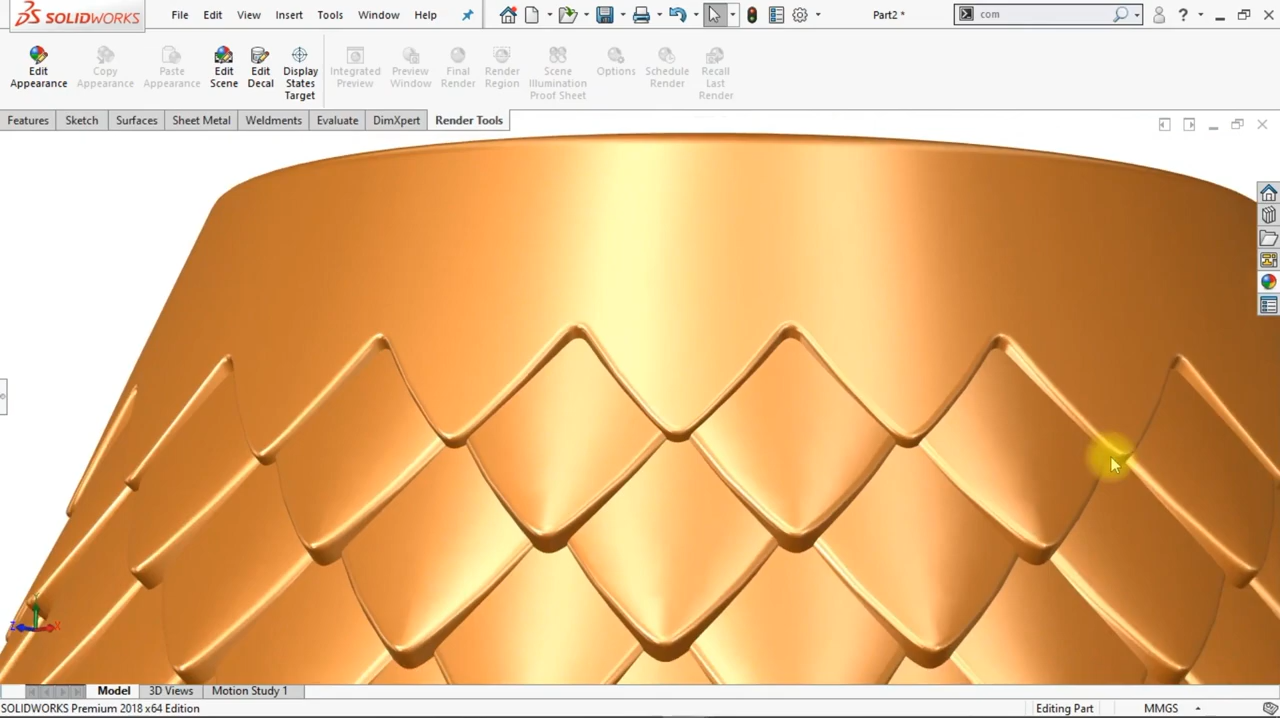 SOLIDWORKS File Edit View Insert Tools Window Help Part2 * com ?
Edit Appearance
Copy Appearance
Paste Appearance
Edit Scene
Edit Decal
Display States Target
Integrated Preview
Preview Window
Final Render
Render Region
Scene Illumination Proof Sheet
Options
Schedule Render
Recall Last Render
Features Sketch Surfaces Sheet Metal Weldments Evaluate DimXpert Render Tools
Model 3D Views Motion Study 1
SOLIDWORKS Premium 2018 x64 Edition Editing Part MMGS